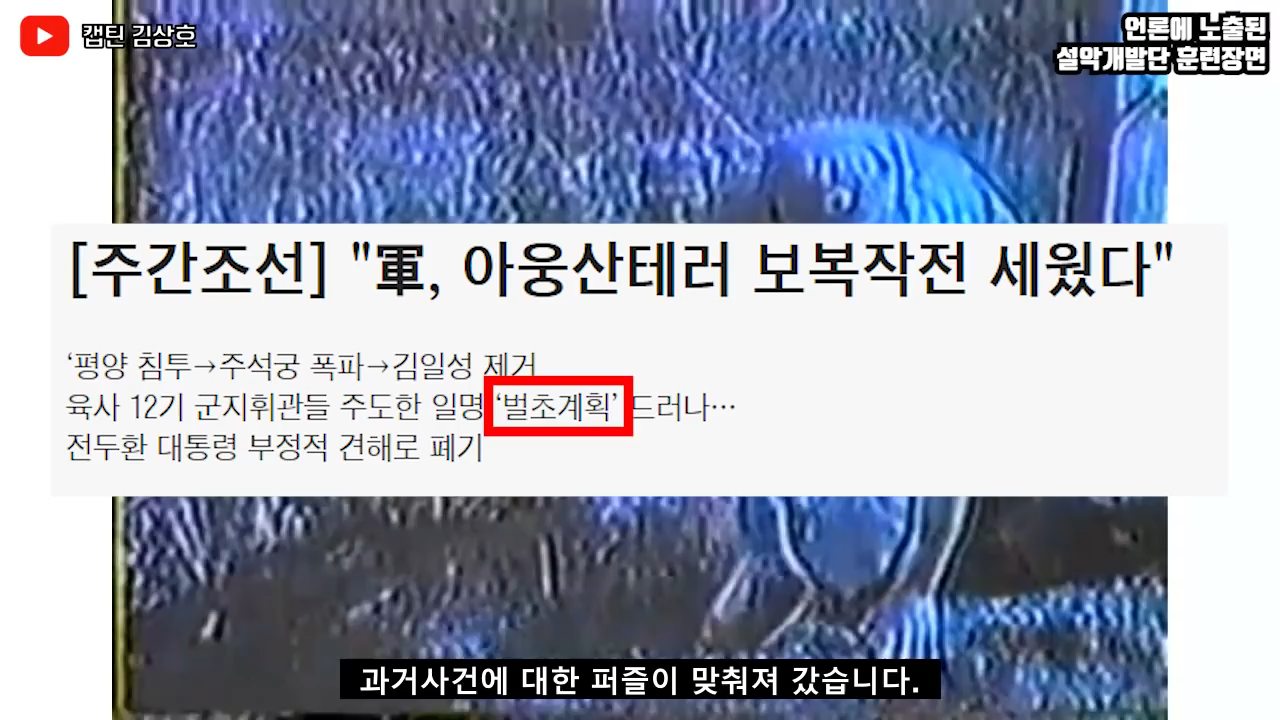 캡틴 김상호
언론에 노출된
설악개발단 훈련장면
[주간조선] "軍, 아웅산테러 보복작전 세웠다"
‘평양 침투→주석궁 폭파→김일성 제거
육사 12기 군지휘관들 주도한 일명 ‘벌초계획’ 드러나…
전두환 대통령 부정적 견해로 폐기
과거사건에 대한 퍼즐이 맞춰져 갔습니다.